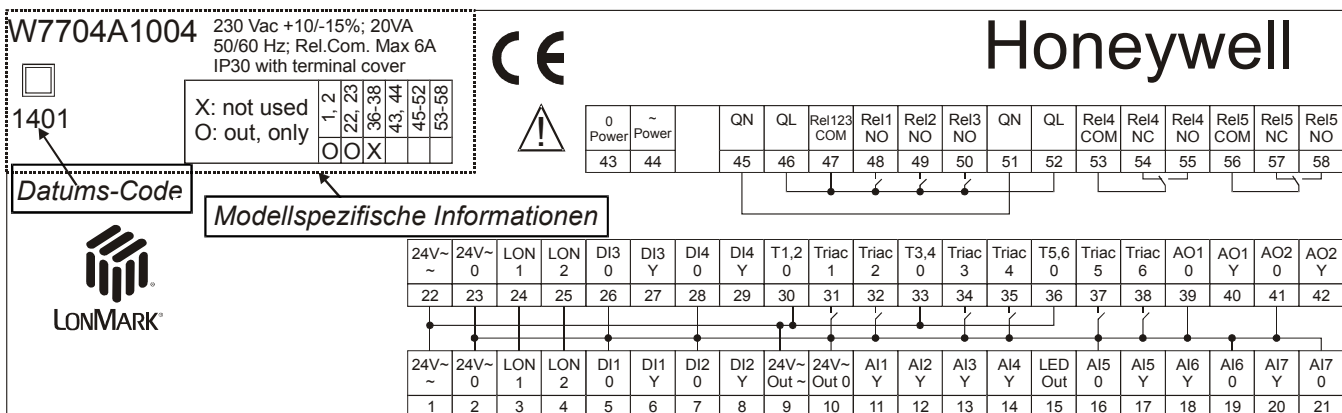 W7704A1004
230 Vac +10/-15%; 20VA
50/60 Hz; Rel.Com. Max 6A
IP30 with terminal cover
1401
X: not used
O: out, only
1, 2
22, 23
36-38
43, 44
45-52
53-58
O O X
Datums-Code
Modellspezifische Informationen
LONMARK®
CE
Honeywell
0 Power ~ Power QN QL Rel123 COM Rel1 NO Rel2 NO Rel3 NO QN QL Rel4 COM Rel4 NC Rel4 NO Rel5 COM Rel5 NC Rel5 NO
43 44 45 46 47 48 49 50 51 52 53 54 55 56 57 58
24V~ 24V~ LON LON DI3 DI3 DI4 DI4 T1,2 Triac Triac T3,4 Triac Triac T5,6 Triac Triac AO1 AO1 AO2 AO2
~ 0 1 2 0 Y 0 Y 0 1 2 0 3 4 0 5 6 0 Y 0 Y
22 23 24 25 26 27 28 29 30 31 32 33 34 35 36 37 38 39 40 41 42
24V~ 24V~ LON LON DI1 DI1 DI2 DI2 24V~ 24V~ AI1 AI2 AI3 AI4 LED AI5 AI5 AI6 AI6 AI7 AI7
~ 0 1 2 0 Y 0 Y Out ~ Out 0 Y Y Y Y Out 0 Y Y 0 Y 0
1 2 3 4 5 6 7 8 9 10 11 12 13 14 15 16 17 18 19 20 21